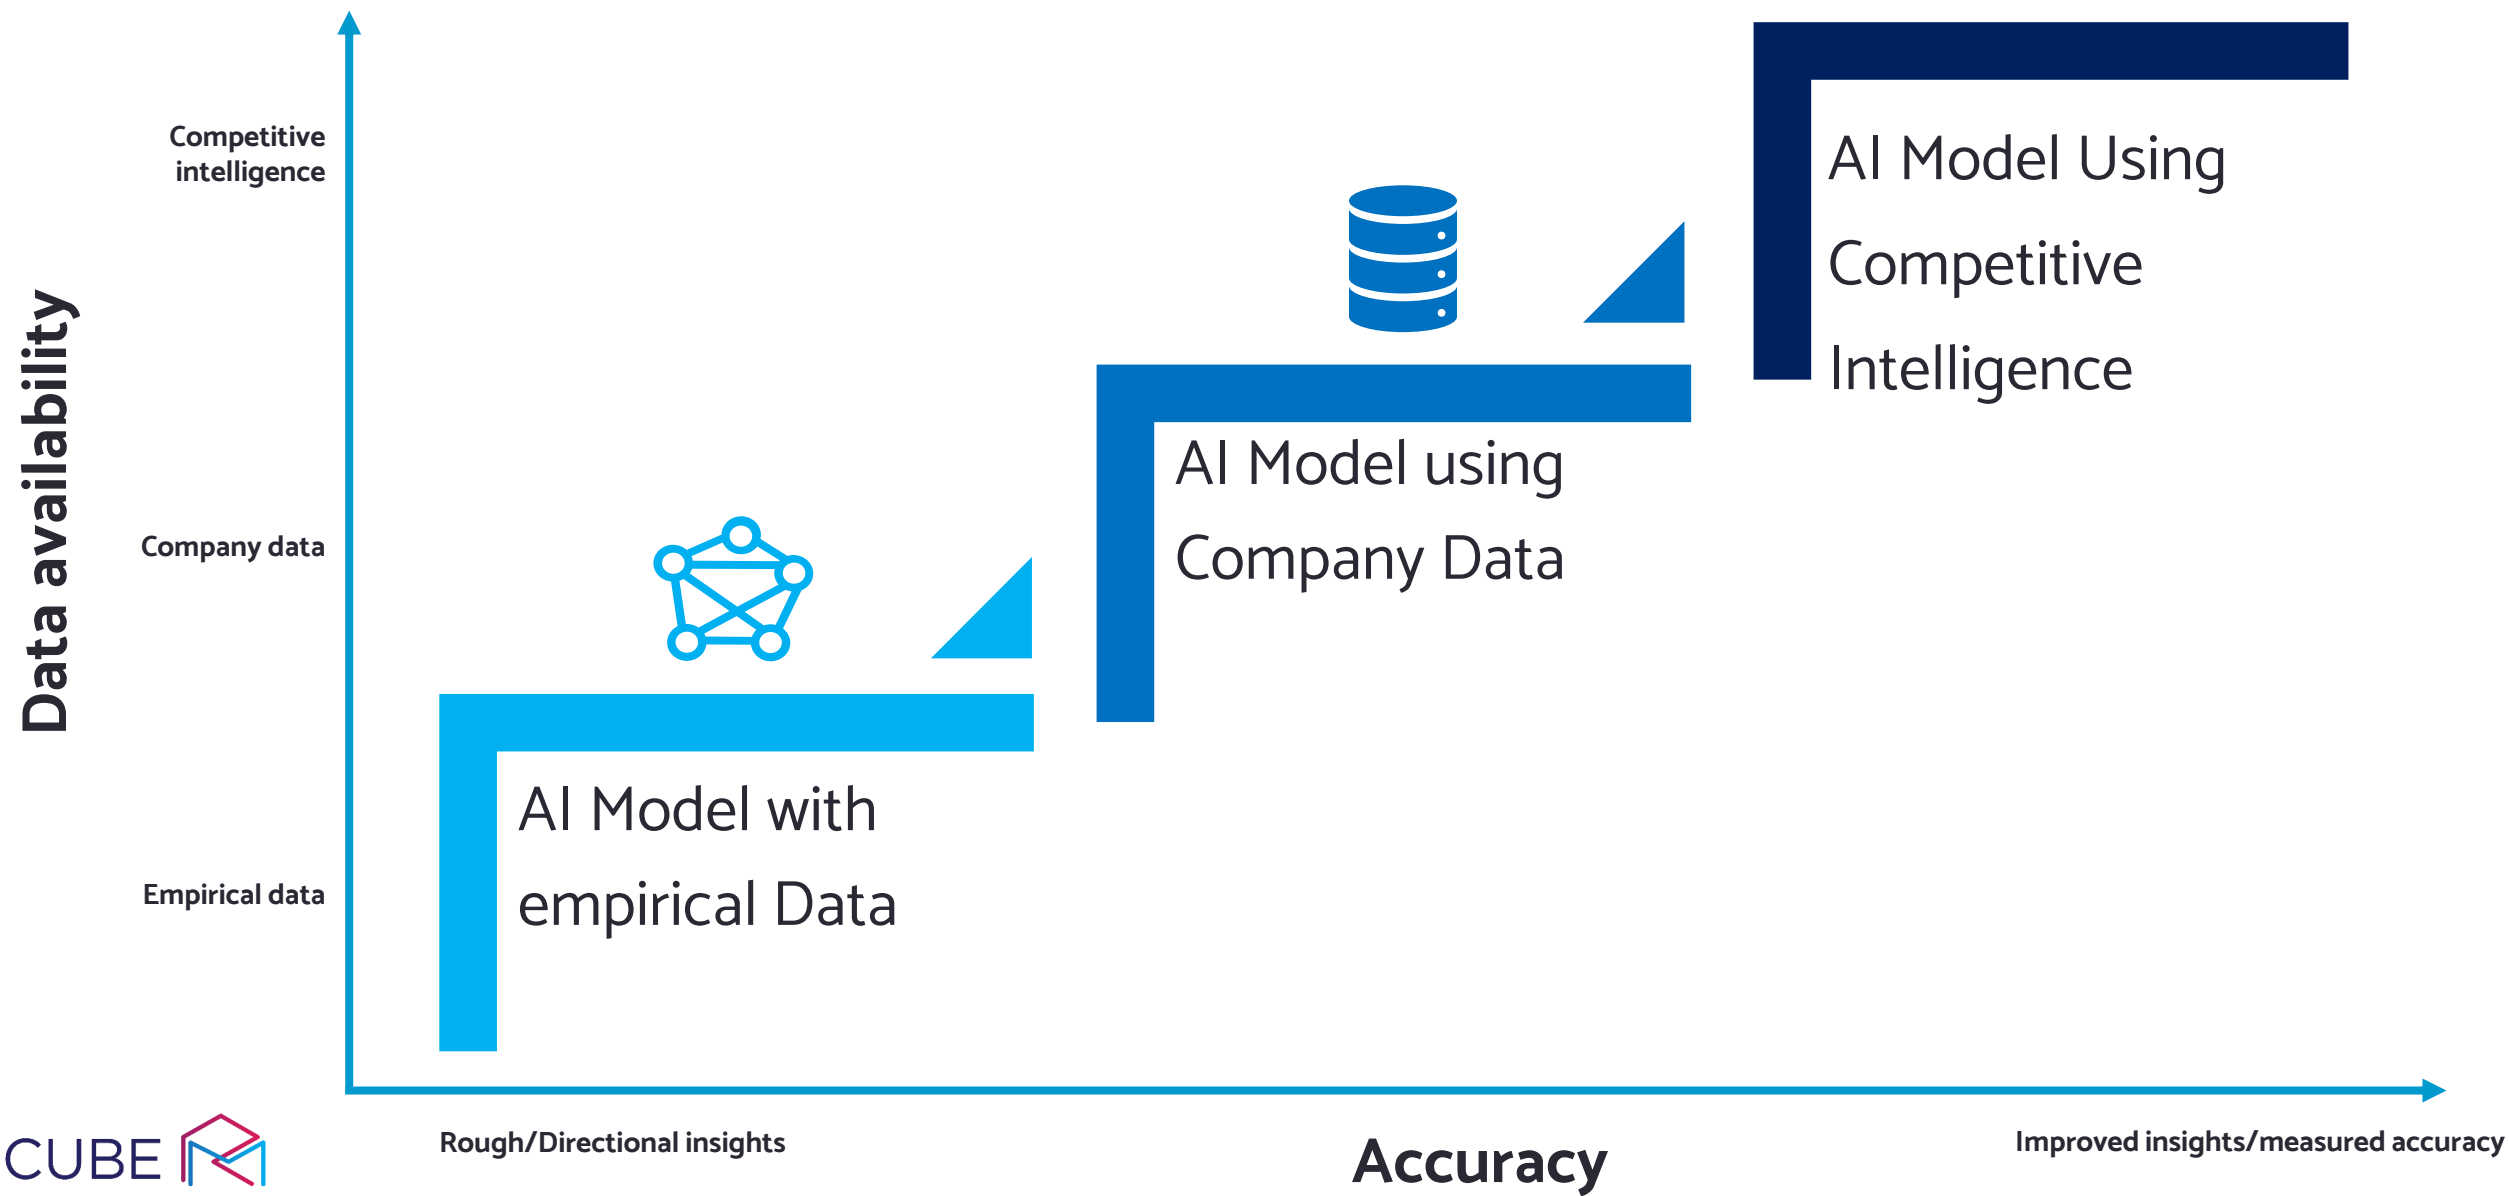 Competitive
intelligence
AI Model Using
Competitive
Intelligence
Data availability
AI Model using
Company Data
Company data
AI Model with
empirical Data
Empirical data
Rough/Directional insights
Accuracy
Improved insights/measured accuracy
CUBE